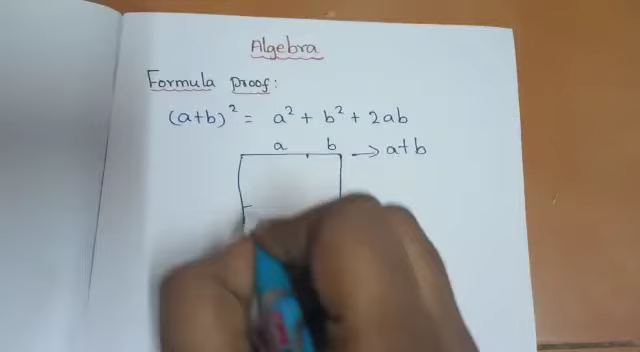 Algebra
Formula proof:
(a+b)² = a² + b² + 2ab
a b → a+b